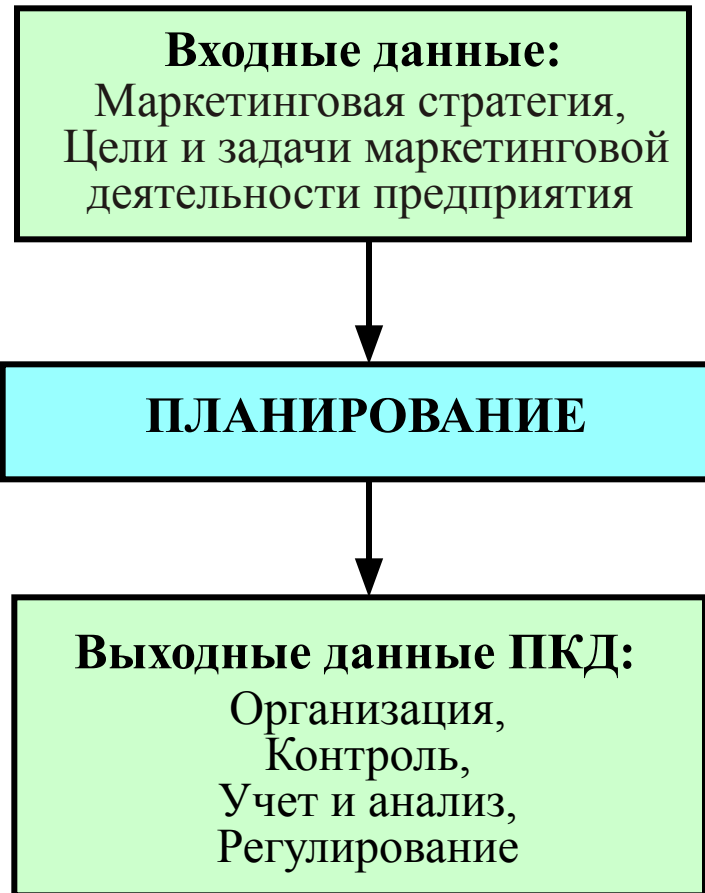 Входные данные:
Маркетинговая стратегия,
Цели и задачи маркетинговой
деятельности предприятия
ПЛАНИРОВАНИЕ
Выходные данные ПКД:
Организация,
Контроль,
Учет и анализ,
Регулирование